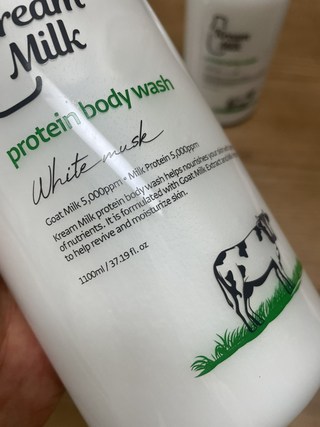 ream
Milk
protein body wash
White musk
Goat Milk 5,000ppm + Milk Protein 5,000ppm
Kream Milk protein body wash helps nourishes your skin
of nutrients. It is formulated with Goat Milk Extract
to help revive and moisturize skin.
1100ml / 37.19 fl. oz